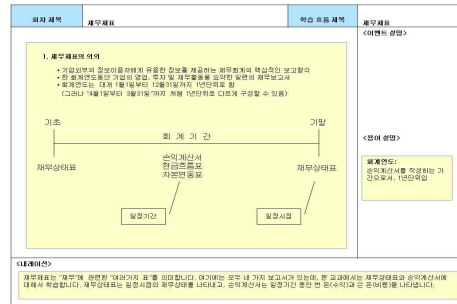 회차 제목
재무제표
학습 흐름 제목
재무제표
<이벤트 설명>
1. 재무제표의 의의
• 기업외부의 정보이용자에게 유용한 정보를 제공하는 재무회계의 핵심적인 보고형식
• 한 회계연도동안 기업의 영업, 투자 및 재무활동을 요약한 일련의 재무보고서
• 회계연도는 대개 1월1일부터 12월31일까지 1년단위로 함
(그러나 "4월1일부터 3월31일"까지 처럼 1년단위로 다르게 구성할 수 있음)
기초
기말
회 계 기 간
재무상태표
손익계산서
현금흐름표
자본변동표
재무상태표
일정기간
일정시점
<용어 설명>
회계연도:
손익계산서를 작성하는 기
간으로서, 1년단위임
<내레이션>
재무제표는 "재무"에 관련된 "여러가지 표"를 의미합니다. 여기에는 모두 네 가지 보고서가 있는데, 본 교과에서는 재무상태표와 손익계산서에
대해서 학습합니다. 재무상태표는 일정시점의 재무상태를 나타내고, 손익계산서는 일정기간 동안 번 돈(수익)과 쓴 돈(비용)을 나타냅니다.